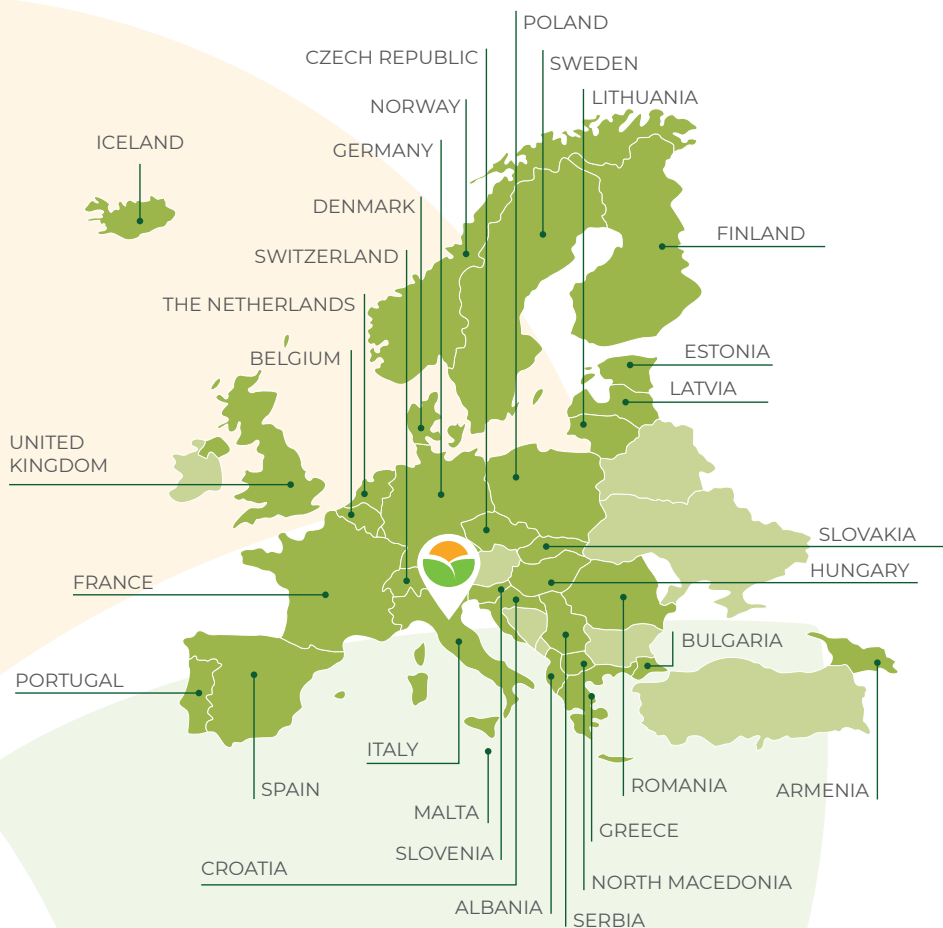 POLAND
CZECH REPUBLIC
SWEDEN
LITHUANIA
NORWAY
ICELAND
GERMANY
DENMARK
FINLAND
SWITZERLAND
THE NETHERLANDS
ESTONIA
BELGIUM
LATVIA
UNITED
KINGDOM
SLOVAKIA
HUNGARY
FRANCE
BULGARIA
PORTUGAL
ITALY
SPAIN
ROMANIA
ARMENIA
MALTA
GREECE
SLOVENIA
CROATIA
NORTH MACEDONIA
ALBANIA
SERBIA